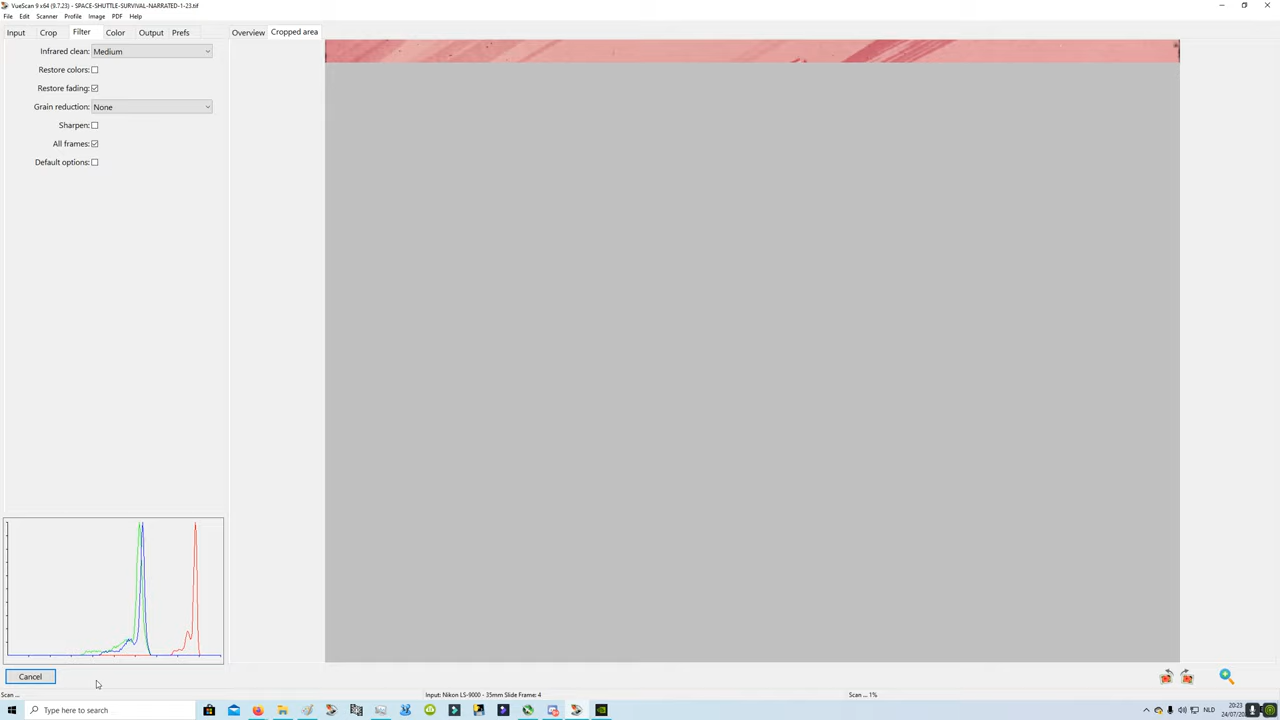 VueScan 9 x64 (9.7.23) - SPACE-SHUTTLE-SURVIVAL-NARRATED-1-23.tif
File Edit Scanner Profile Image PDF Help
Input Crop Filter Color Output Prefs Overview Cropped area
Infrared clean: Medium
Restore colors:
Restore fading:
Grain reduction: None
Sharpen:
All frames:
Default options:
Cancel
Scan ... Input: Nikon LS-9000 - 35mm Slide Frame: 4 Scan ... 1%
Type here to search
NLD
20:23